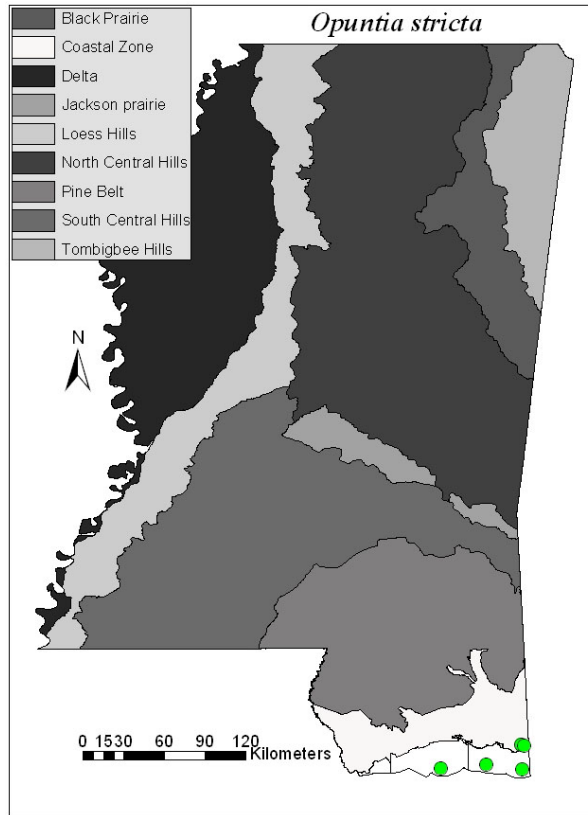 Opuntia stricta
Black Prairie
Coastal Zone
Delta
Jackson prairie
Loess Hills
North Central Hills
Pine Belt
South Central Hills
Tombigbee Hills
N
0 15 30 60 90 120
Kilometers